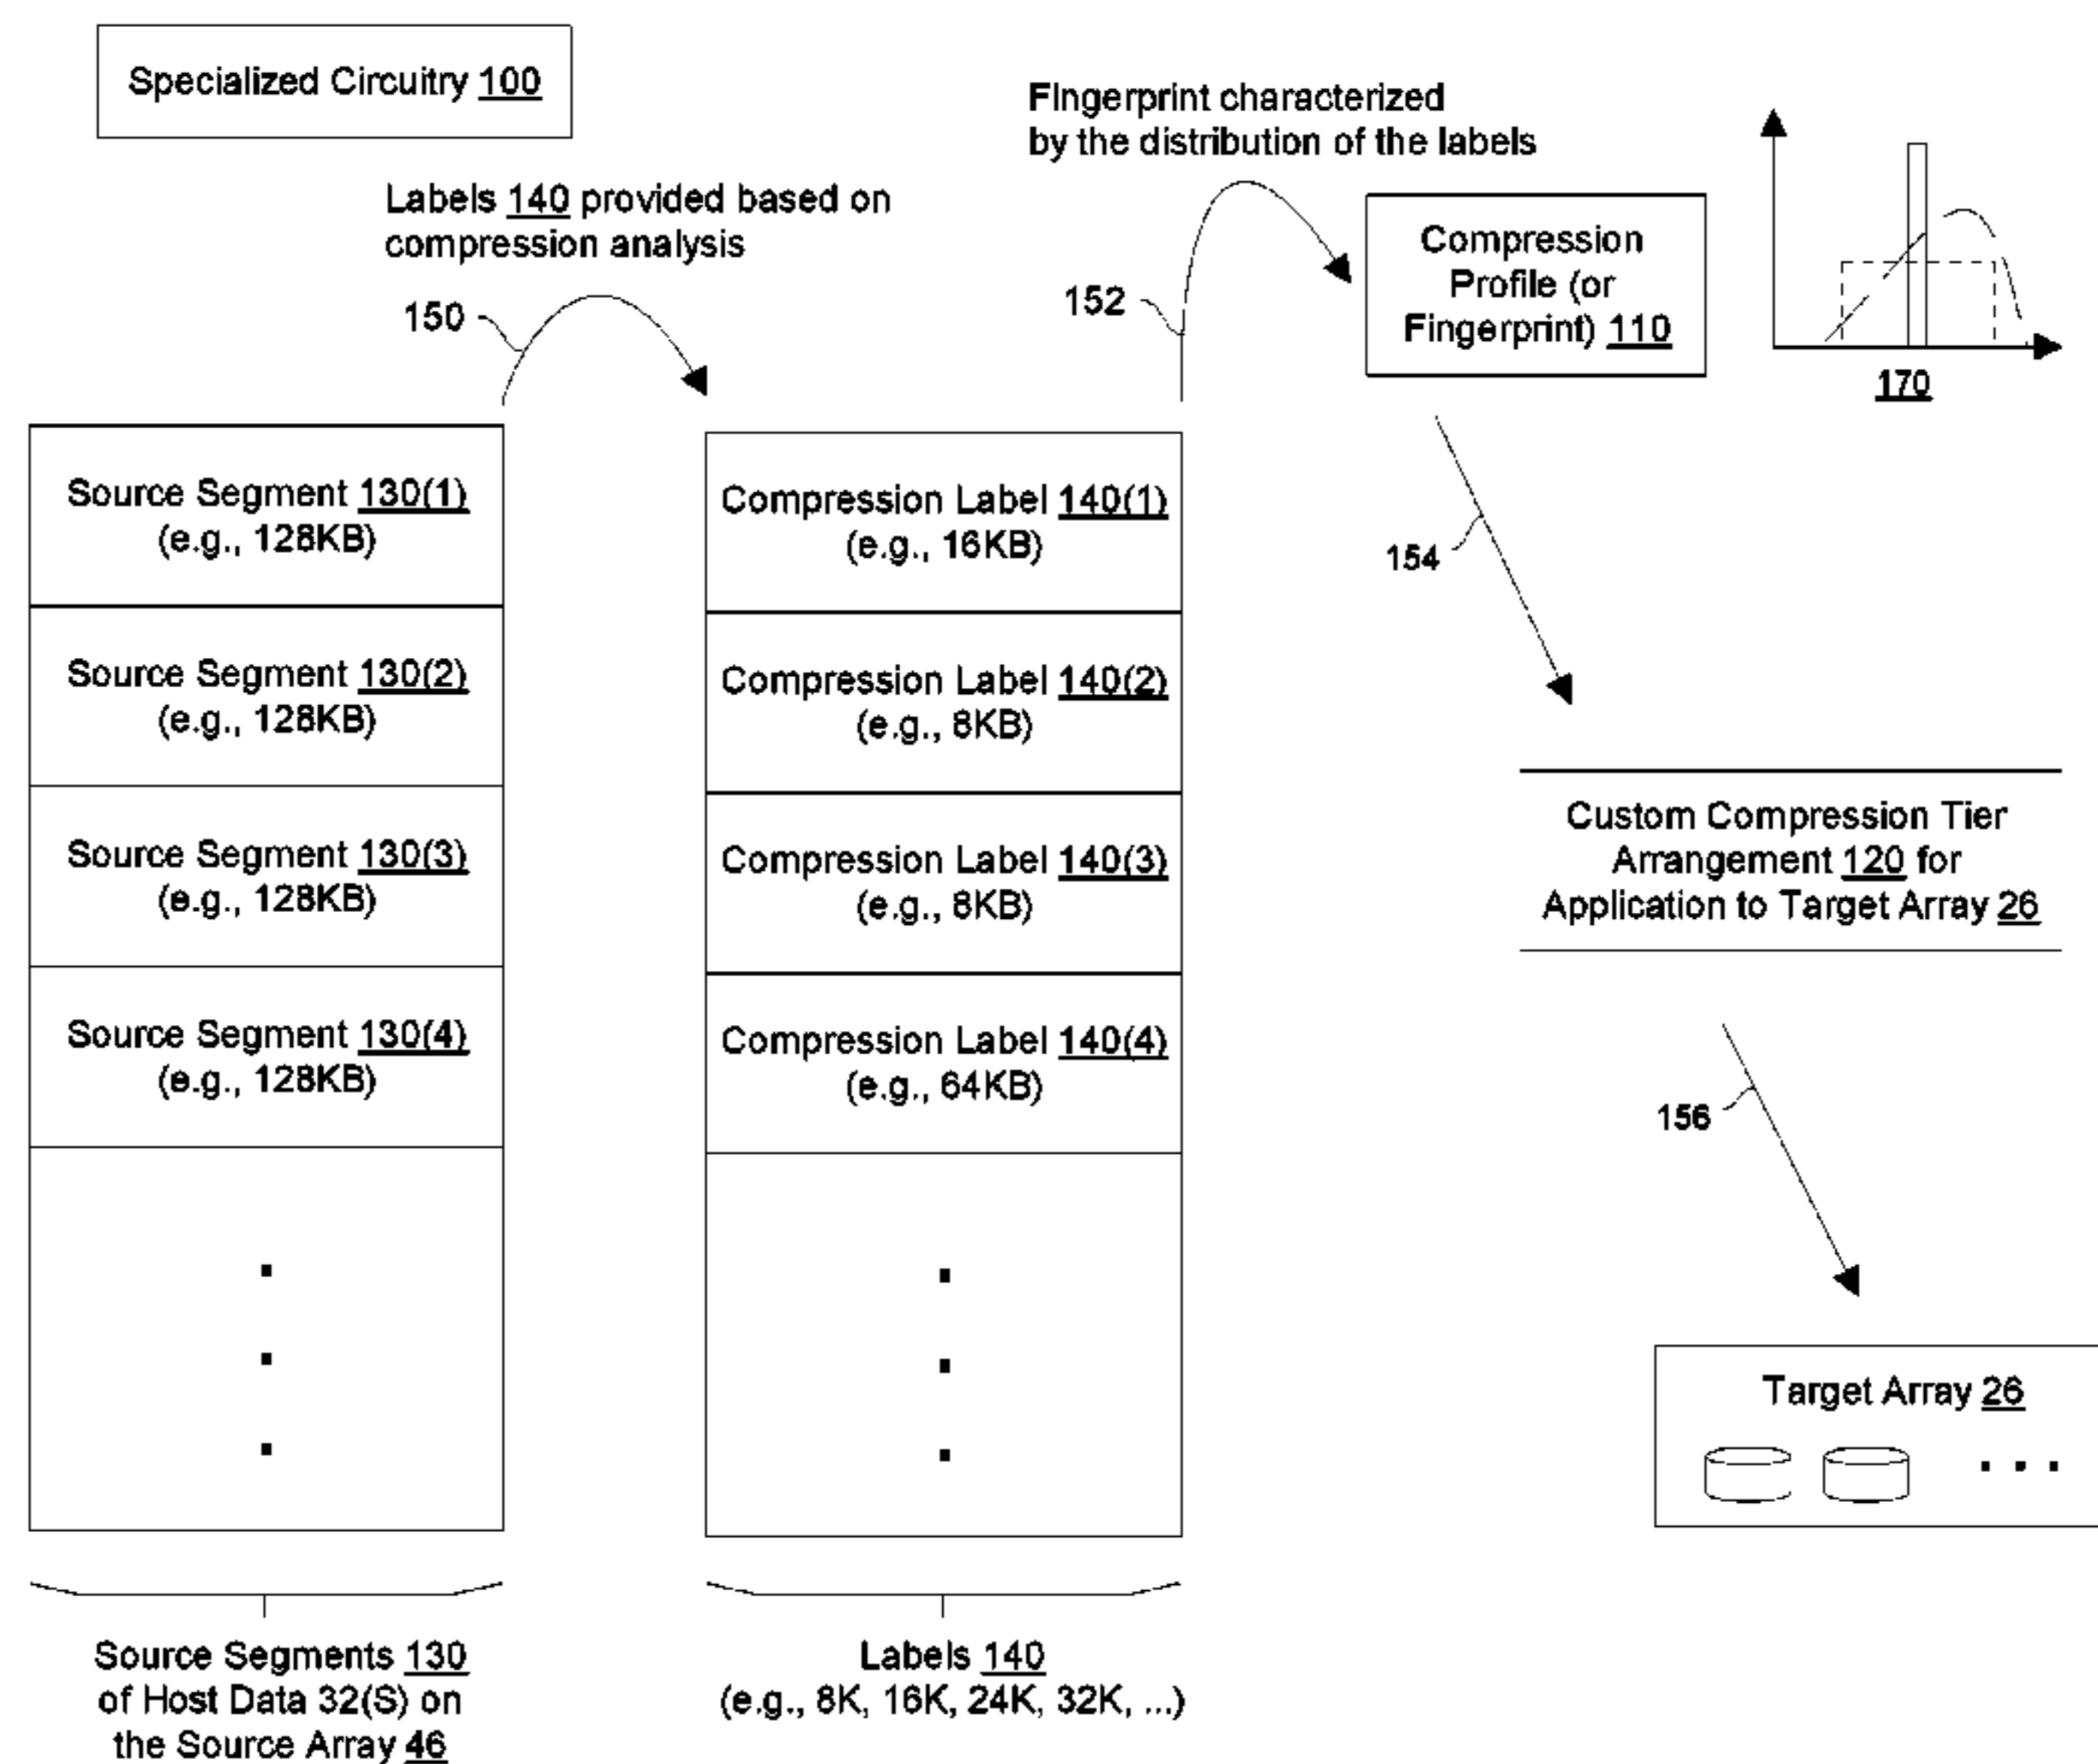 Specialized Circuitry 100
Labels 140 provided based on
compression analysis
150
Fingerprint characterized
by the distribution of the labels
152
Compression
Profile (or
Fingerprint) 110
170
154
Source Segment 130(1)
(e.g., 128KB)
Source Segment 130(2)
(e.g., 128KB)
Source Segment 130(3)
(e.g., 128KB)
Source Segment 130(4)
(e.g., 128KB)
Source Segments 130
of Host Data 32(S) on
the Source Array 46
Compression Label 140(1)
(e.g., 16KB)
Compression Label 140(2)
(e.g., 8KB)
Compression Label 140(3)
(e.g., 8KB)
Compression Label 140(4)
(e.g., 64KB)
Labels 140
(e.g., 8K, 16K, 24K, 32K, ...)
Custom Compression Tier
Arrangement 120 for
Application to Target Array 26
156
Target Array 26